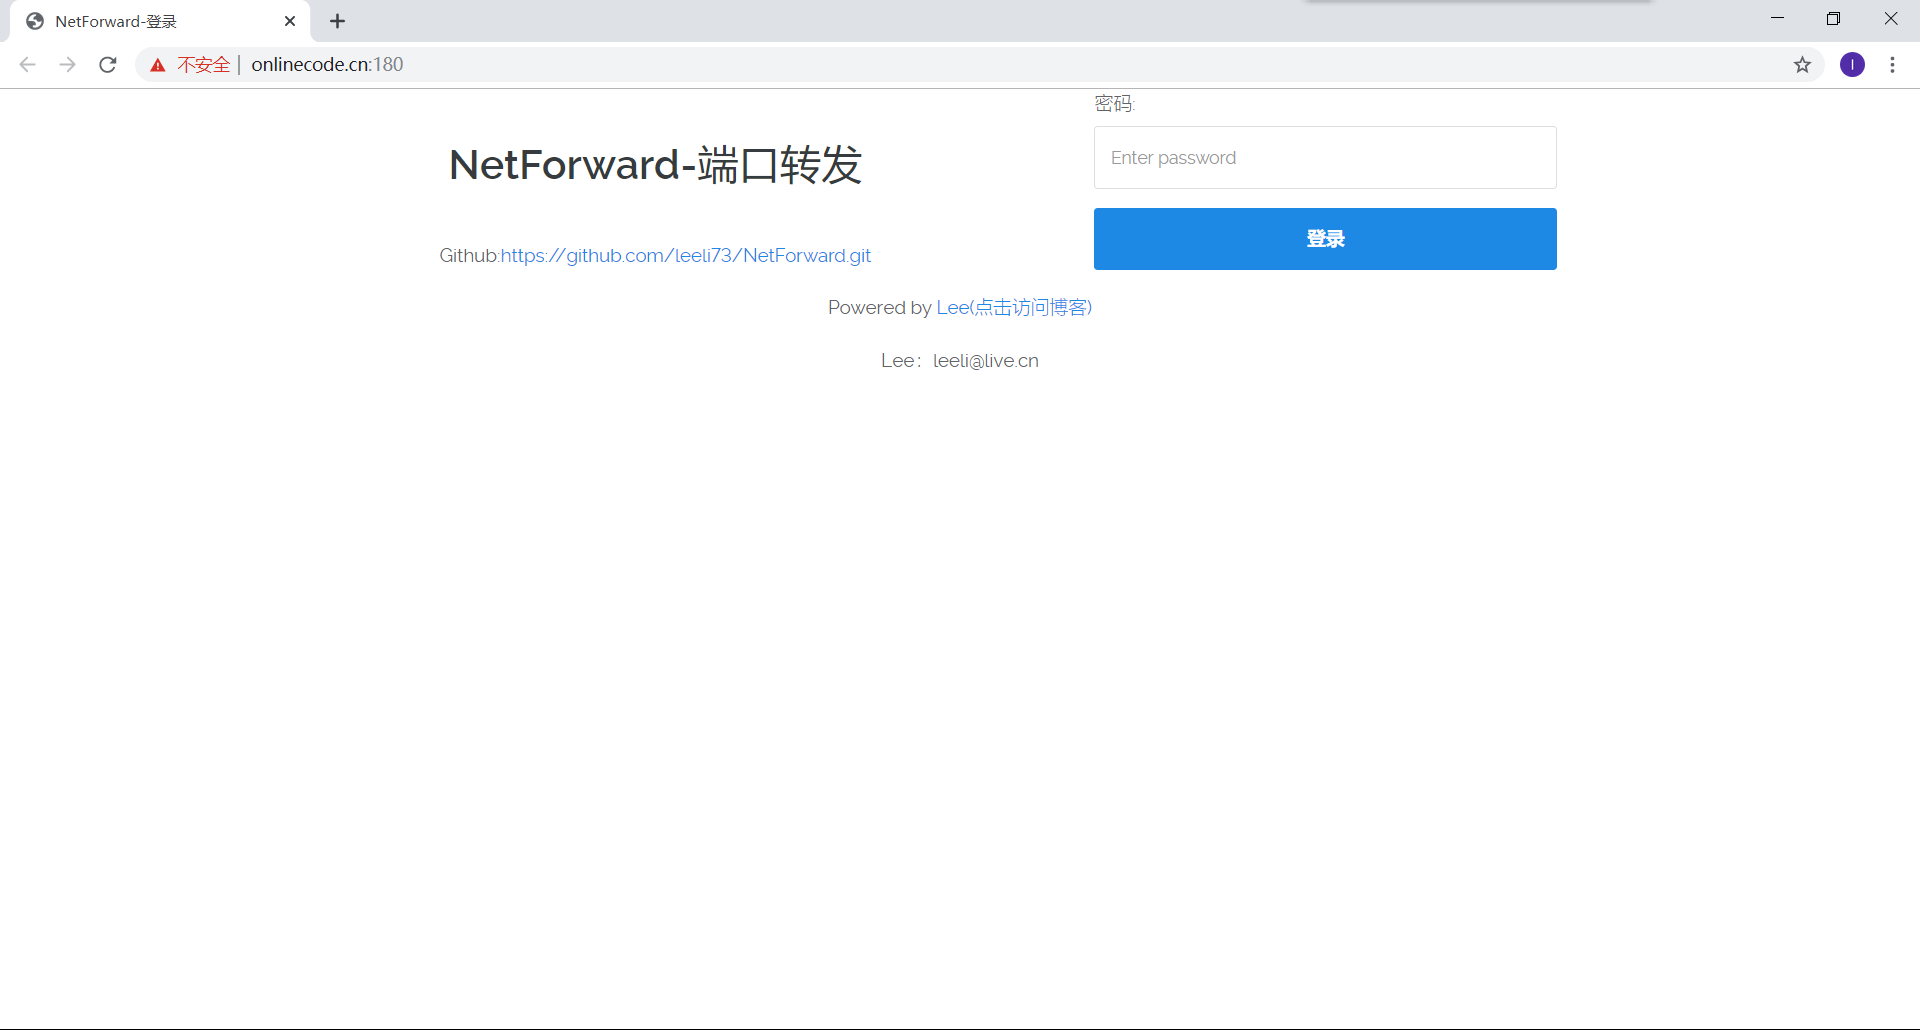 NetForward-登录
不安全 | onlinecode.cn:180
NetForward-端口转发
Github:https://github.com/leeli73/NetForward.git
密码:
Enter password
登录
Powered by Lee(点击访问博客)
Lee：leeli@live.cn